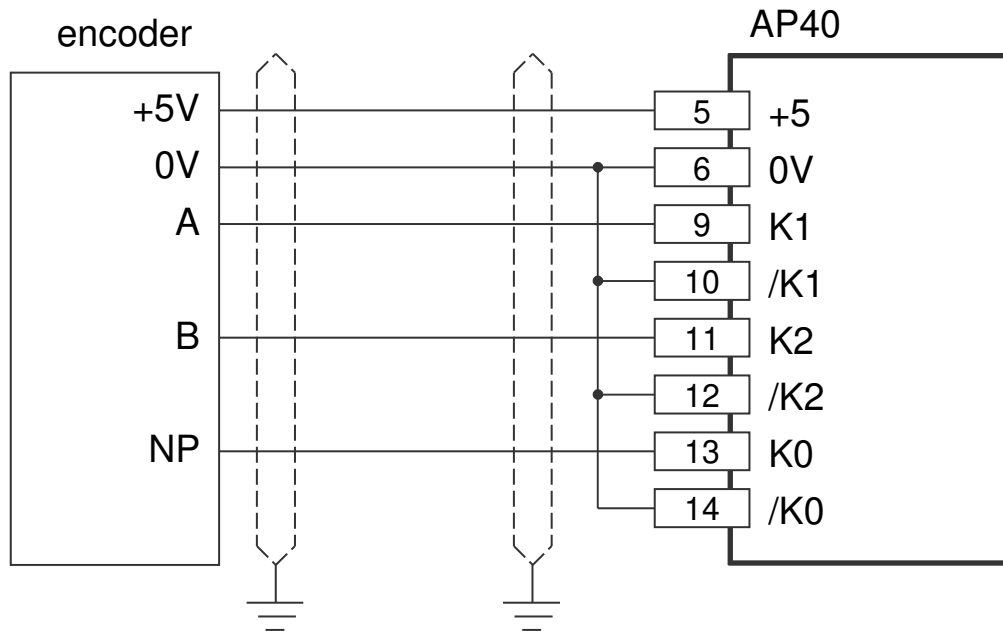 encoder
AP40
+5V 5 +5
0V 6 0V
A 9 K1
10 /K1
B 11 K2
12 /K2
NP 13 K0
14 /K0